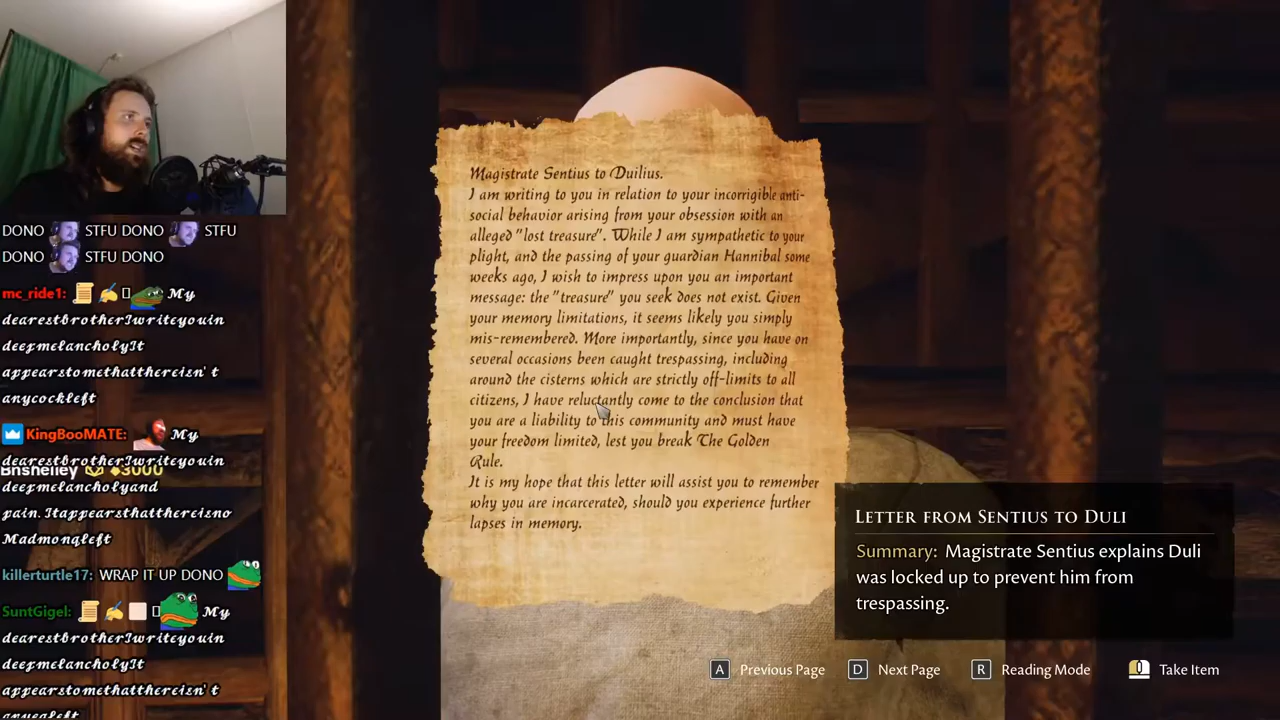 DONO STFU DONO STFU
DONO STFU DONO
mc_ride1: 📜 ✍ My
dearestbrotherIwriteyouin
deepmelancholyIt
appearstomethatthereisn't
anycockleft
KingBooMATE: My
dearestbrotherIwriteyouin
deepmelancholyand
pain.Itappearsthatthereisno
Madmonqleft
killerturtle17: WRAP IT UP DONO
SuntGigel: 📜 ✍ My
dearestbrotherIwriteyouin
deepmelancholyIt
appearstomethatthereisn't
Magistrate Sentius to Duilius.
I am writing to you in relation to your incorrigible anti-
social behavior arising from your obsession with an
alleged "lost treasure". While I am sympathetic to your
plight, and the passing of your guardian Hannibal some
weeks ago, I wish to impress upon you an important
message: the "treasure" you seek does not exist. Given
your memory limitations, it seems likely you simply
mis-remembered. More importantly, since you have on
several occasions been caught trespassing, including
around the cisterns which are strictly off-limits to all
citizens, I have reluctantly come to the conclusion that
you are a liability to this community and must have
your freedom limited, lest you break The Golden
Rule.
It is my hope that this letter will assist you to remember
why you are incarcerated, should you experience further
lapses in memory.
LETTER FROM SENTIUS TO DULI
Summary: Magistrate Sentius explains Duli
was locked up to prevent him from
trespassing.
A Previous Page D Next Page R Reading Mode Take Item